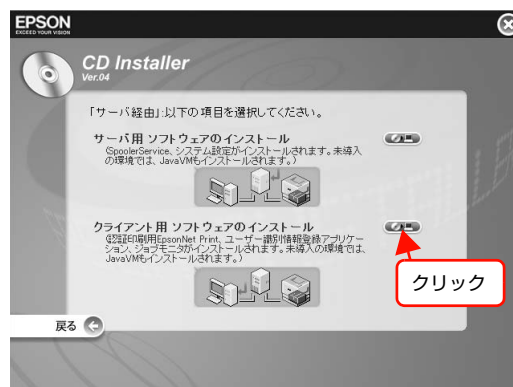 EPSON
EXCEED YOUR VISION
CD Installer
Ver.04
「サーバ経由」:以下の項目を選択してください。
サーバ用 ソフトウェアのインストール
(SpoolerService、システム設定がインストールされます。未導入
の環境では、JavaVMもインストールされます。)
クライアント用 ソフトウェアのインストール
(認証印刷用EpsonNet Print、ユーザー識別情報登録アプリケー
ション、ジョブモニタがインストールされます。未導入の環境では、
JavaVMもインストールされます。)
クリック
戻る